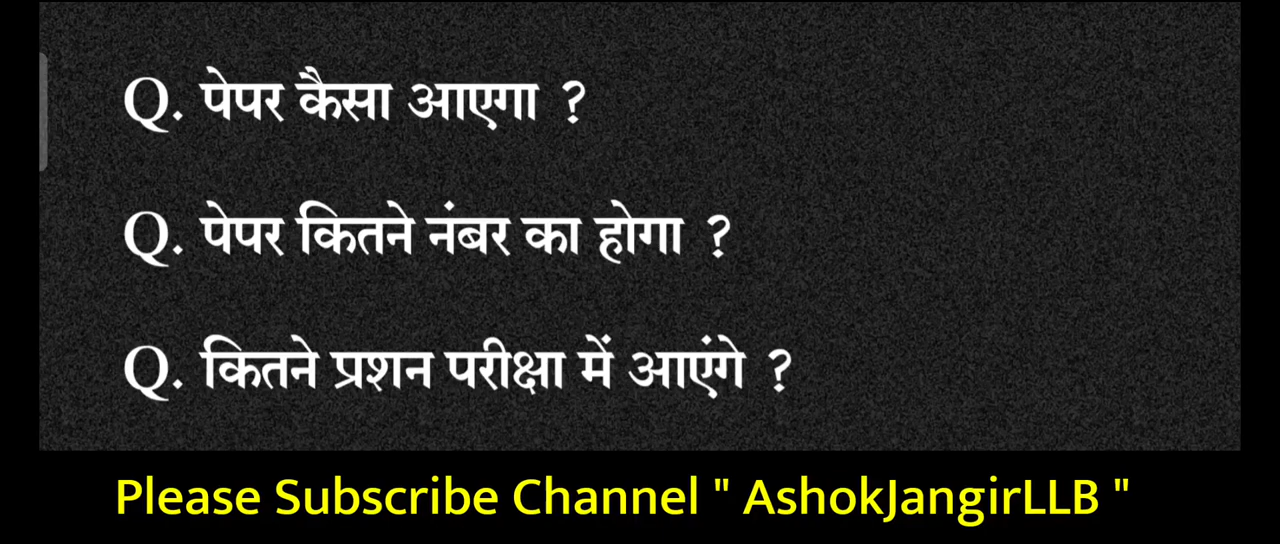 Q. पेपर कैसा आएगा ?
Q. पेपर कितने नंबर का होगा ?
Q. कितने प्रशन परीक्षा में आएंगे ?
Please Subscribe Channel " AshokJangirLLB "